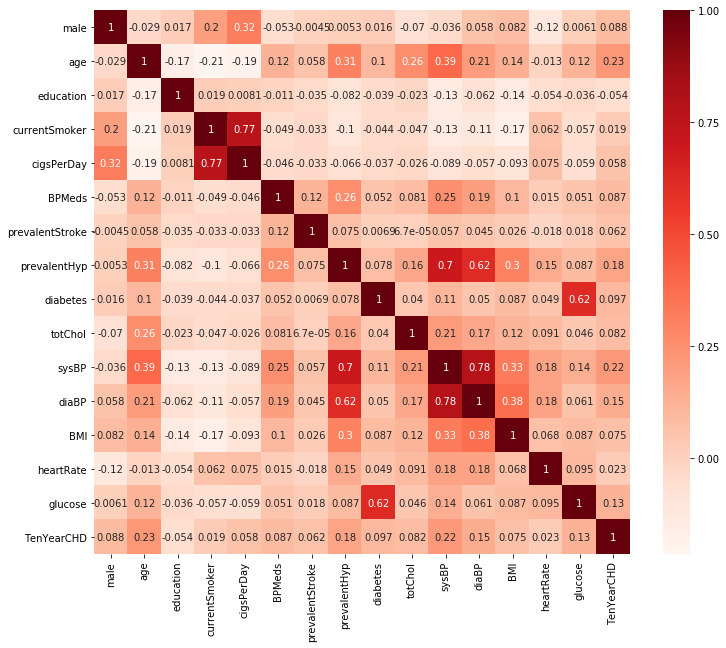 male 1 -0.029 0.017 0.2 0.32 -0.053 0.0045 0.0053 0.016 -0.07 -0.036 0.058 0.082 -0.12 0.0061 0.088
age -0.029 1 -0.17 -0.21 -0.19 0.12 0.058 0.31 0.1 0.26 0.39 0.21 0.14 -0.013 0.12 0.23
education 0.017 -0.17 1 0.019 0.0081 -0.011 -0.035 -0.082 -0.039 -0.023 -0.13 -0.062 -0.14 -0.054 -0.036 -0.054
currentSmoker 0.2 -0.21 0.019 1 0.77 -0.049 -0.033 -0.1 -0.044 -0.047 -0.13 -0.11 -0.17 0.062 -0.057 0.019
cigsPerDay 0.32 -0.19 0.0081 0.77 1 -0.046 -0.033 -0.066 -0.037 -0.026 -0.089 -0.057 -0.093 0.075 -0.059 0.058
BPMeds -0.053 0.12 -0.011 -0.049 -0.046 1 0.12 0.26 0.052 0.081 0.25 0.19 0.1 0.015 0.051 0.087
prevalentStroke -0.0045 0.058 -0.035 -0.033 -0.033 0.12 1 0.075 0.0069 6.7e-05 0.057 0.045 0.026 -0.018 0.018 0.062
prevalentHyp 0.0053 0.31 -0.082 -0.1 -0.066 0.26 0.075 1 0.078 0.16 0.7 0.62 0.3 0.15 0.087 0.18
diabetes 0.016 0.1 -0.039 -0.044 -0.037 0.052 0.0069 0.078 1 0.04 0.11 0.05 0.087 0.049 0.62 0.097
totChol -0.07 0.26 -0.023 -0.047 -0.026 0.081 6.7e-05 0.16 0.04 1 0.21 0.17 0.12 0.091 0.046 0.082
sysBP -0.036 0.39 -0.13 -0.13 -0.089 0.25 0.057 0.7 0.11 0.21 1 0.78 0.33 0.18 0.14 0.22
diaBP 0.058 0.21 -0.062 -0.11 -0.057 0.19 0.045 0.62 0.05 0.17 0.78 1 0.38 0.18 0.061 0.15
BMI 0.082 0.14 -0.14 -0.17 -0.093 0.1 0.026 0.3 0.087 0.12 0.33 0.38 1 0.068 0.087 0.075
heartRate -0.12 -0.013 -0.054 0.062 0.075 0.015 -0.018 0.15 0.049 0.091 0.18 0.18 0.068 1 0.095 0.023
glucose 0.0061 0.12 -0.036 -0.057 -0.059 0.051 0.018 0.087 0.62 0.046 0.14 0.061 0.087 0.095 1 0.13
TenYearCHD 0.088 0.23 -0.054 0.019 0.058 0.087 0.062 0.18 0.097 0.082 0.22 0.15 0.075 0.023 0.13 1
male age education currentSmoker cigsPerDay BPMeds prevalentStroke prevalentHyp diabetes totChol sysBP diaBP BMI heartRate glucose TenYearCHD
1.00
0.75
0.50
0.25
0.00